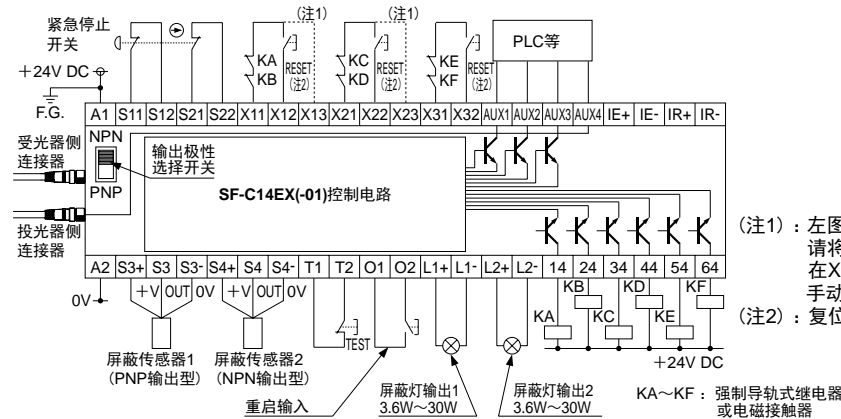 紧急停止
开关
(注1)
(注1)
KA
KB
RESET
(注2)
KC
KD
RESET
(注2)
KE
KF
RESET
(注2)
PLC等
+24V DC
F.G.
A1 S11 S12 S21 S22 X11 X12 X13 X21 X22 X23 X31 X32 AUX1 AUX2 AUX3 AUX4 IE+ IE- IR+ IR-
NPN
PNP
受光器侧
连接器
输出极性
选择开关
SF-C14EX(-01)控制电路
投光器侧
连接器
A2 S3+ S3 S3- S4+ S4 S4- T1 T2 O1 O2 L1+ L1- L2+ L2- 14 24 34 44 54 64
0V
+V OUT 0V
+V OUT 0V
TEST
KA
KB
KC
KD
KE
KF
+24V DC
屏蔽传感器1
(PNP输出型)
屏蔽传感器2
(NPN输出型)
重启输入
屏蔽灯输出1
3.6W～30W
屏蔽灯输出2
3.6W～30W
KA～KF：强制导轨式继电器
或电磁接触器
(注1)：左图
请将
在X
手动
(注2)：复位